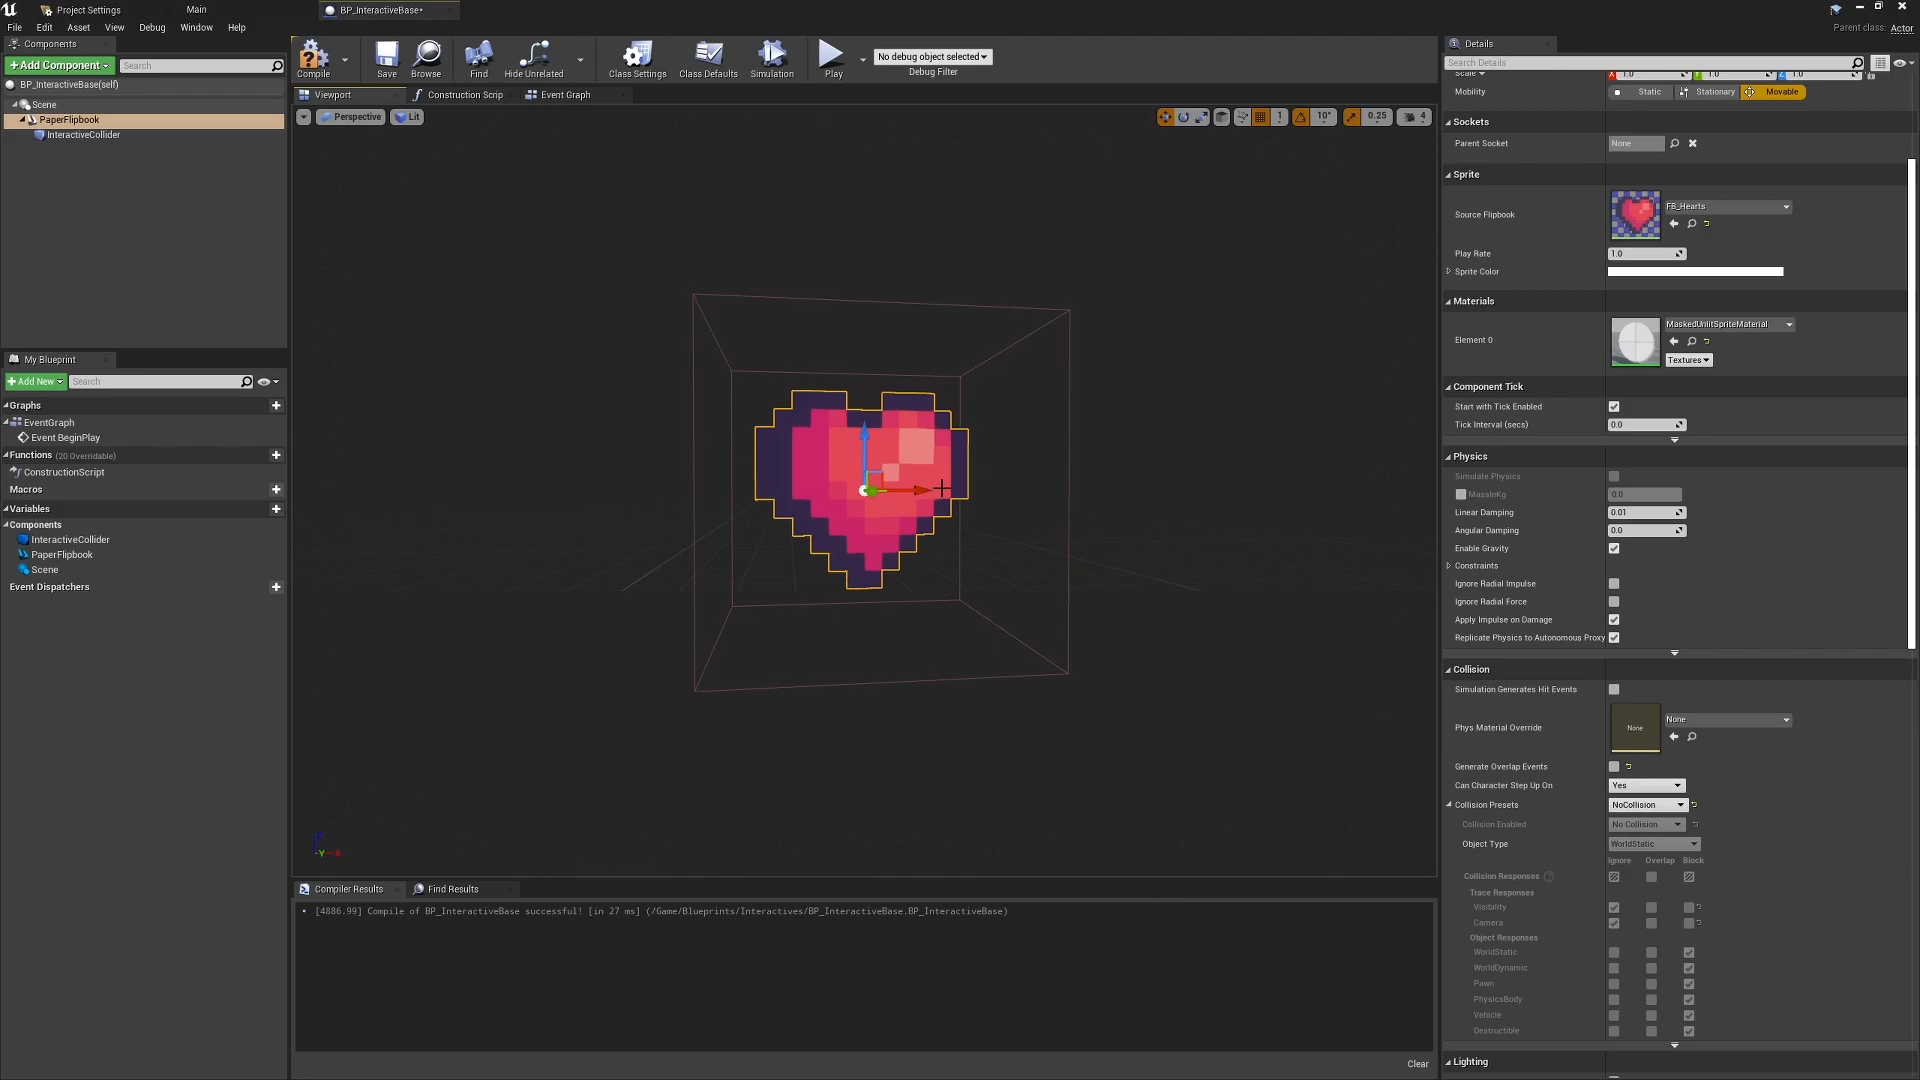 Project Settings
Main
BP_InteractiveBase*
File
Edit
Asset
View
Debug
Window
Help
Parent class: Actor
Components
+Add Component
Search
BP_InteractiveBase(self)
Scene
PaperFlipbook
InteractiveCollider
Compile
Save
Browse
Find
Hide Unrelated
Class Settings
Class Defaults
Simulation
Play
No debug object selected
Debug Filter
Viewport
Construction Scrip
Event Graph
Perspective
Lit
1
10°
0.25
4
My Blueprint
+Add New
Search
Graphs
EventGraph
Event BeginPlay
Functions (20 Overridable)
ConstructionScript
Macros
Variables
Components
InteractiveCollider
PaperFlipbook
Scene
Event Dispatchers
Y
Compiler Results
Find Results
[4886.99] Compile of BP_InteractiveBase successful! [in 27 ms] (/Game/Blueprints/Interactives/BP_InteractiveBase.BP_InteractiveBase)
Clear
Details
Search Details
Scale
X 1.0 Y 1.0 Z 1.0
Mobility
Static
Stationary
Movable
Sockets
Parent Socket
None
Sprite
Source Flipbook
FB_Hearts
Play Rate
1.0
Sprite Color
Materials
Element 0
MaskedUnlitSpriteMaterial
Textures
Component Tick
Start with Tick Enabled
Tick Interval (secs)
0.0
Physics
Simulate Physics
MassInKg
0.0
Linear Damping
0.01
Angular Damping
0.0
Enable Gravity
Constraints
Ignore Radial Impulse
Ignore Radial Force
Apply Impulse on Damage
Replicate Physics to Autonomous Proxy
Collision
Simulation Generates Hit Events
Phys Material Override
None
None
Generate Overlap Events
Can Character Step Up On
Yes
Collision Presets
NoCollision
Collision Enabled
No Collision
Object Type
WorldStatic
Ignore Overlap Block
Collision Responses
Trace Responses
Visibility
Camera
Object Responses
WorldStatic
WorldDynamic
Pawn
PhysicsBody
Vehicle
Destructible
Lighting